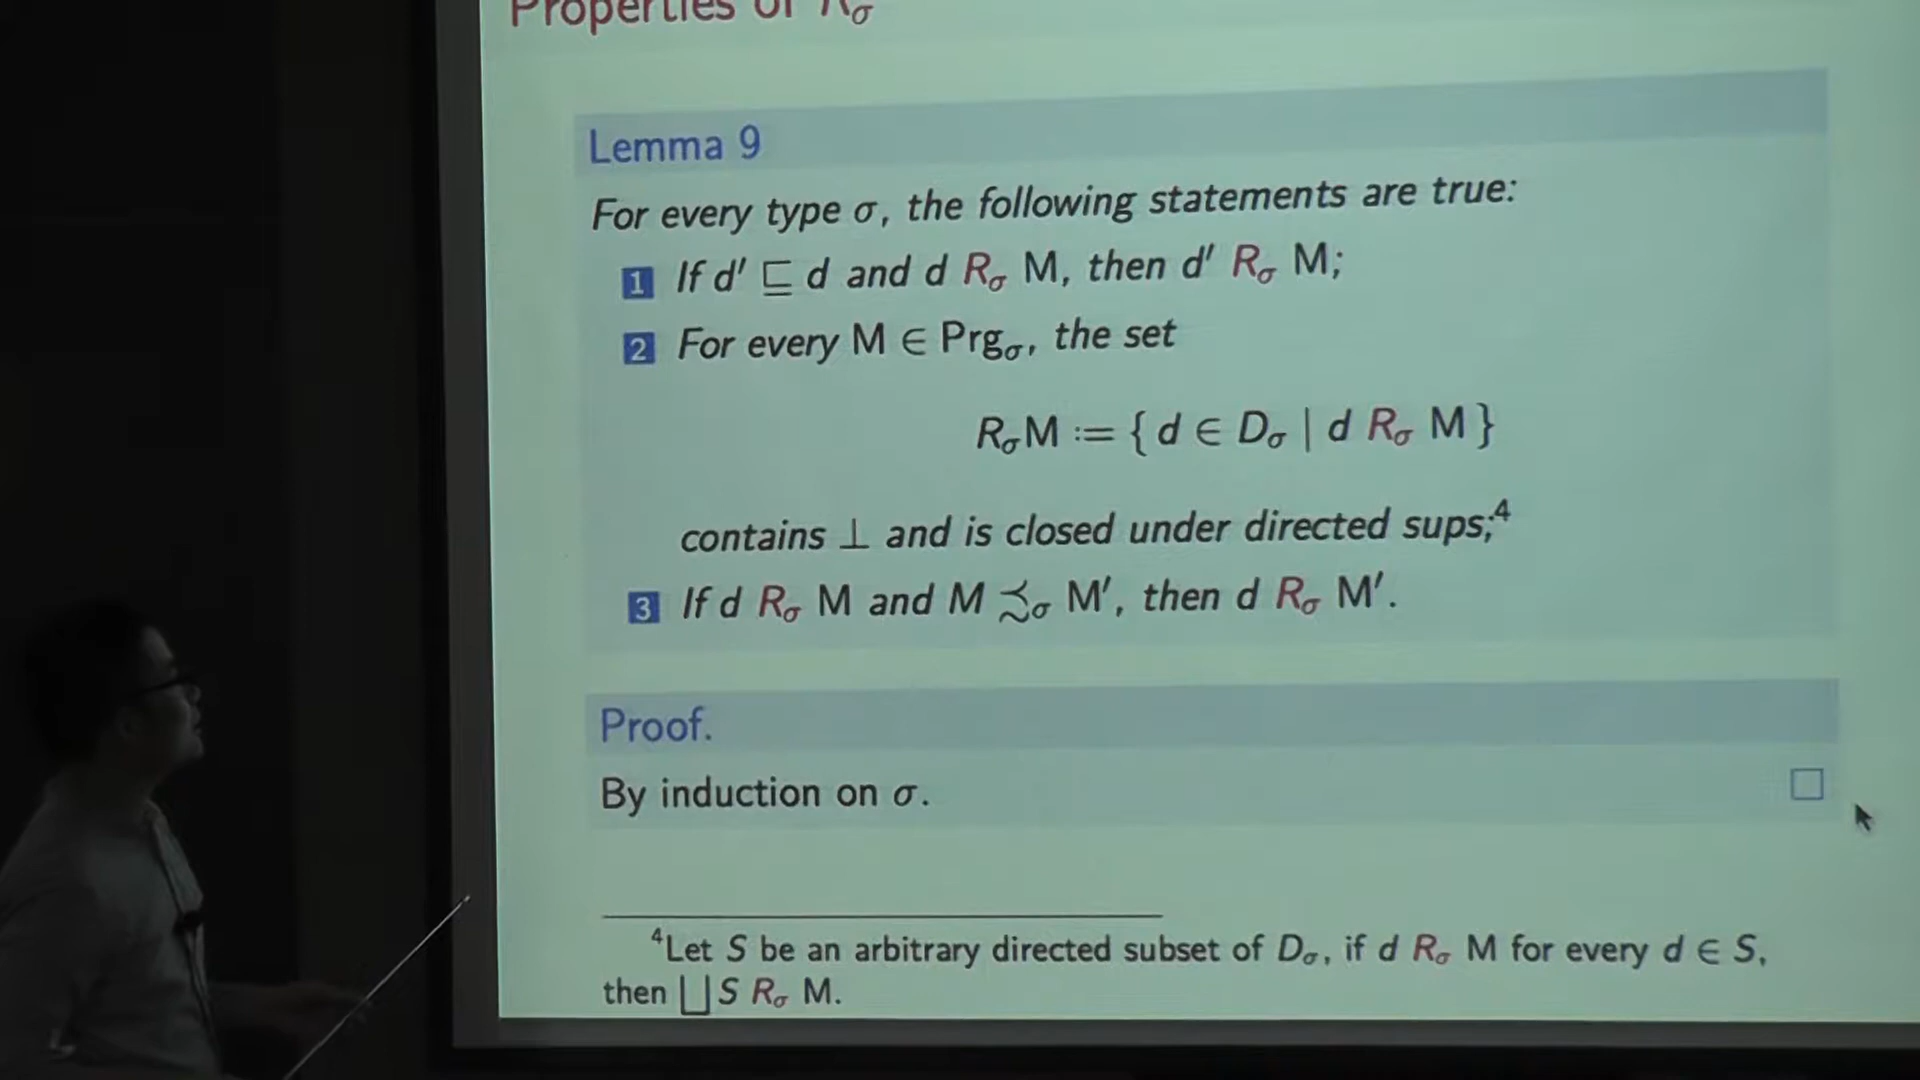 Properties of R_σ
Lemma 9
For every type σ, the following statements are true:
1 If d′ ⊑ d and d R_σ M, then d′ R_σ M;
2 For every M ∈ Prg_σ, the set
R_σM := { d ∈ D_σ | d R_σ M }
contains ⊥ and is closed under directed sups;⁴
3 If d R_σ M and M ≾_σ M′, then d R_σ M′.
Proof.
By induction on σ.
⁴Let S be an arbitrary directed subset of D_σ, if d R_σ M for every d ∈ S,
then ⨆S R_σ M.